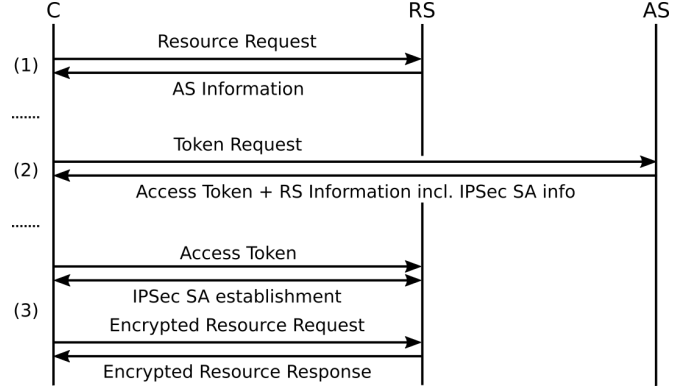 C RS AS
Resource Request
(1)
AS Information
.......
Token Request
(2)
Access Token + RS Information incl. IPSec SA info
.......
Access Token
IPSec SA establishment
(3)
Encrypted Resource Request
Encrypted Resource Response